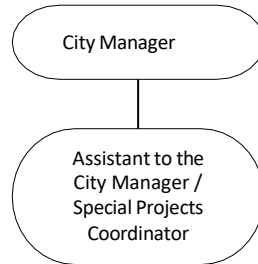 City Manager
Assistant to the
City Manager /
Special Projects
Coordinator